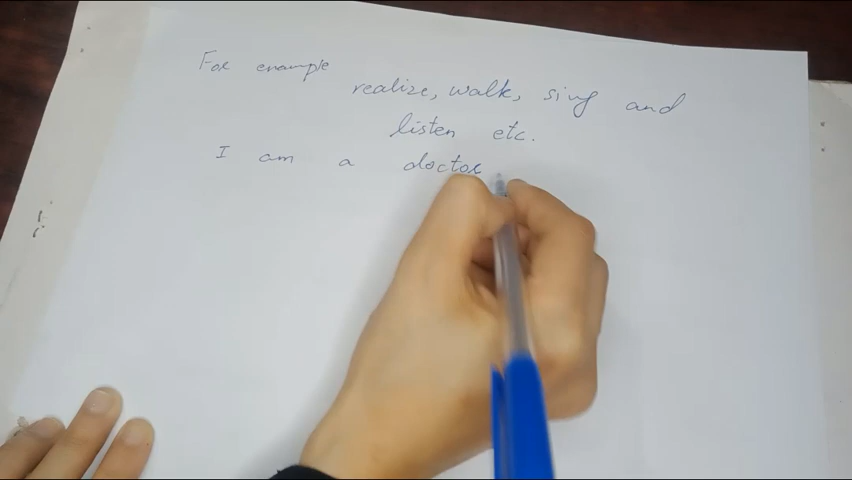 For example
realize, walk, sing and
listen etc.
I am a doctor